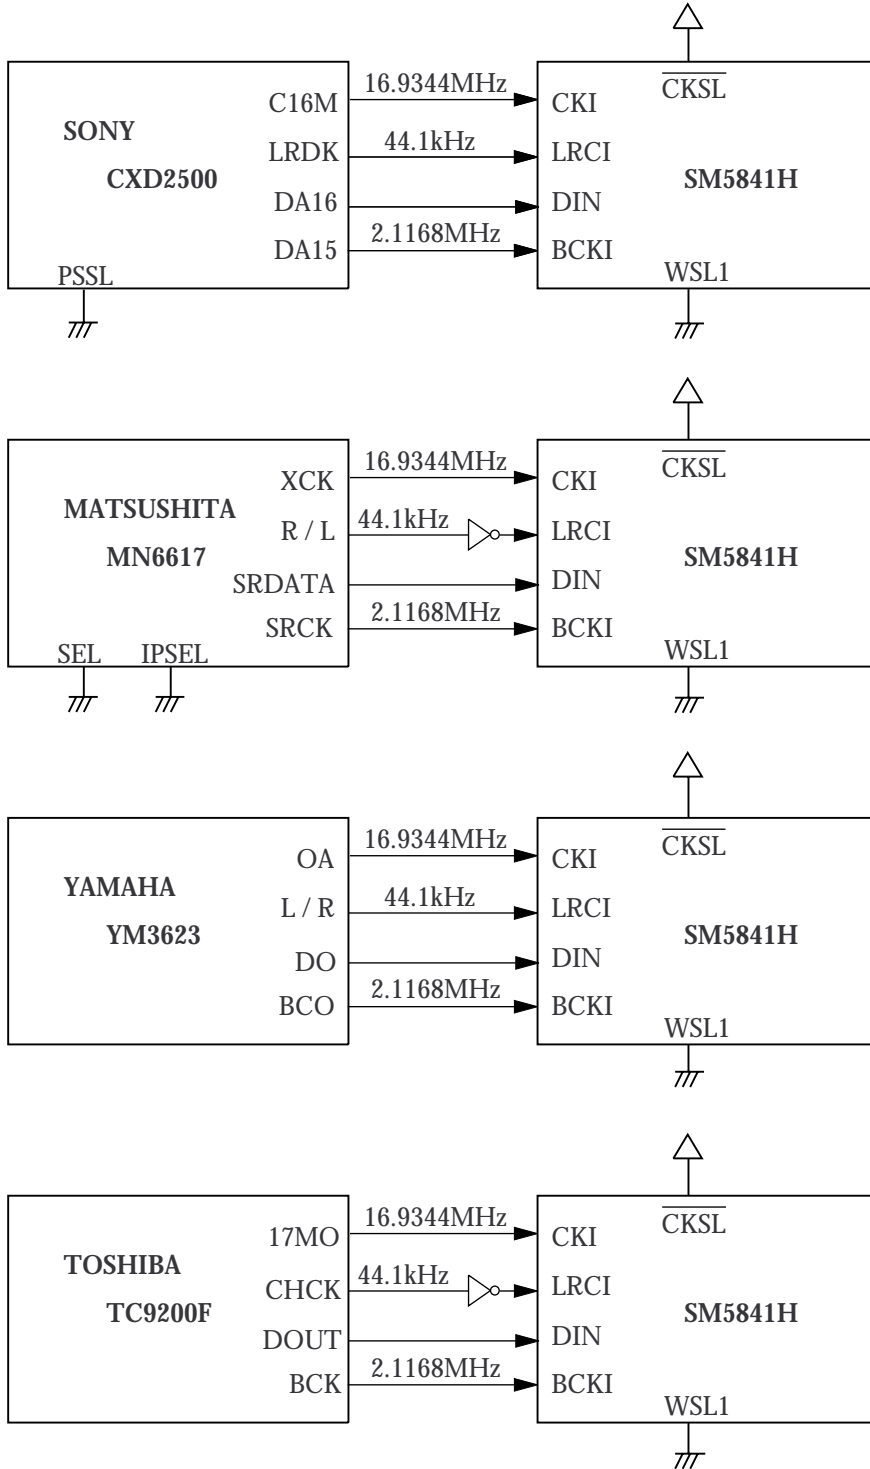 C16M
16.9344MHz
CKI
CKSL
SONY
CXD2500
LRDK
44.1kHz
LRCI
SM5841H
DA16
DIN
DA15
2.1168MHz
BCKI
PSSL
WSL1
XCK
16.9344MHz
CKI
CKSL
MATSUSHITA
MN6617
R / L
44.1kHz
LRCI
SM5841H
SRDATA
DIN
SRCK
2.1168MHz
BCKI
SEL
IPSEL
WSL1
OA
16.9344MHz
CKI
CKSL
YAMAHA
YM3623
L / R
44.1kHz
LRCI
SM5841H
DO
DIN
BCO
2.1168MHz
BCKI
WSL1
17MO
16.9344MHz
CKI
CKSL
TOSHIBA
TC9200F
CHCK
44.1kHz
LRCI
SM5841H
DOUT
DIN
BCK
2.1168MHz
BCKI
WSL1